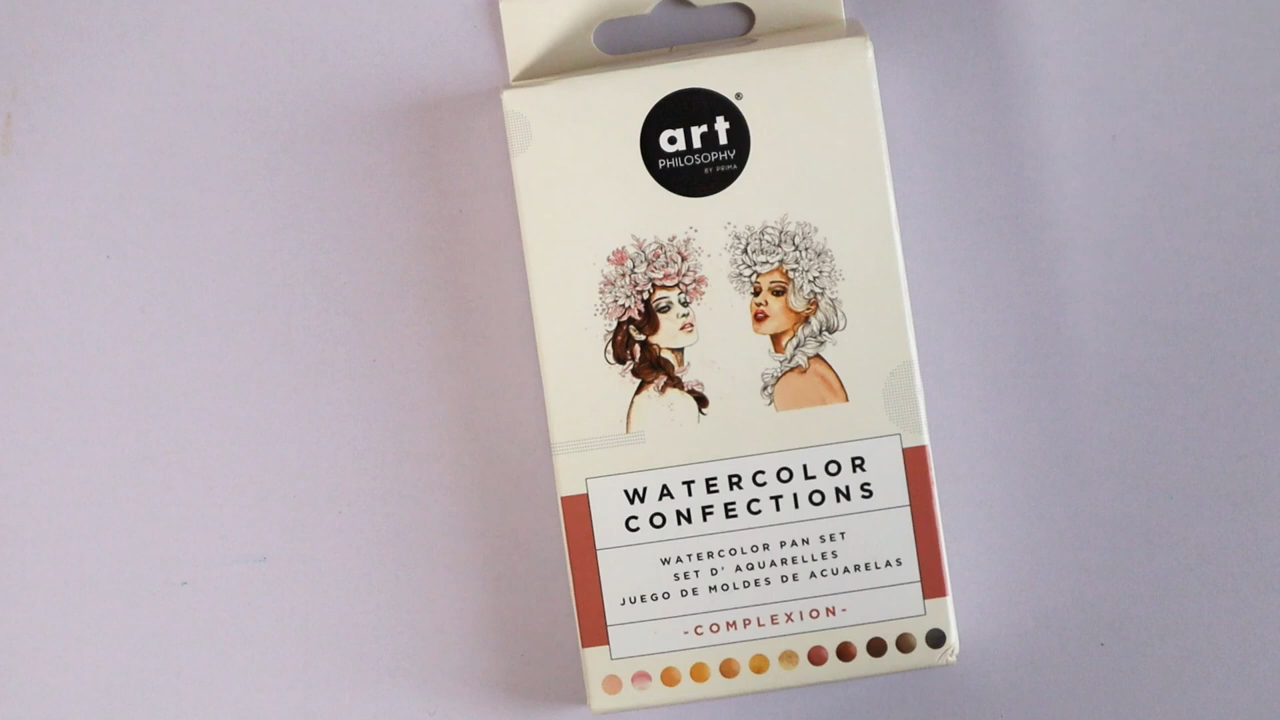 art
®
PHILOSOPHY
BY PRIMA
WATERCOLOR
CONFECTIONS
WATERCOLOR PAN SET
SET D' AQUARELLES
JUEGO DE MOLDES DE ACUARELAS
-COMPLEXION-